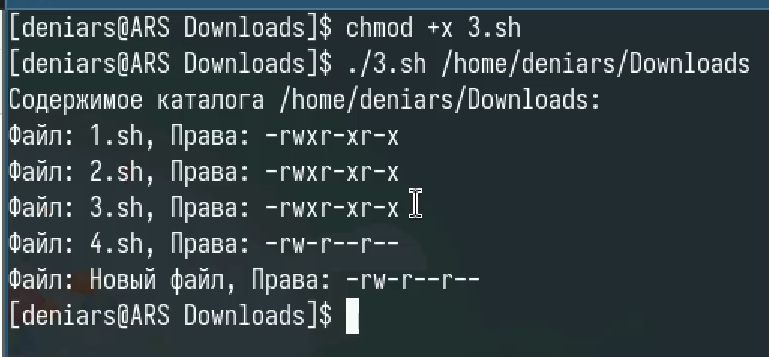 [deniars@ARS Downloads]$ chmod +x 3.sh
[deniars@ARS Downloads]$ ./3.sh /home/deniars/Downloads
Содержимое каталога /home/deniars/Downloads:
Файл: 1.sh, Права: -rwxr-xr-x
Файл: 2.sh, Права: -rwxr-xr-x
Файл: 3.sh, Права: -rwxr-xr-x
Файл: 4.sh, Права: -rw-r--r--
Файл: Новый файл, Права: -rw-r--r--
[deniars@ARS Downloads]$